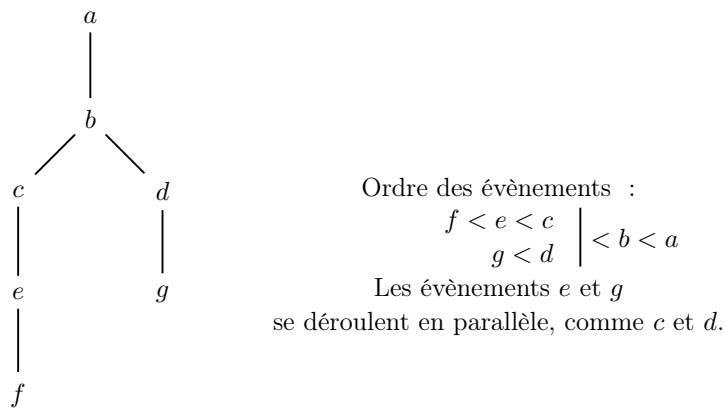 a
b
c
d
e
g
f
Ordre des évènements :
f < e < c
g < d
< b < a
Les évènements e et g
se déroulent en parallèle, comme c et d.